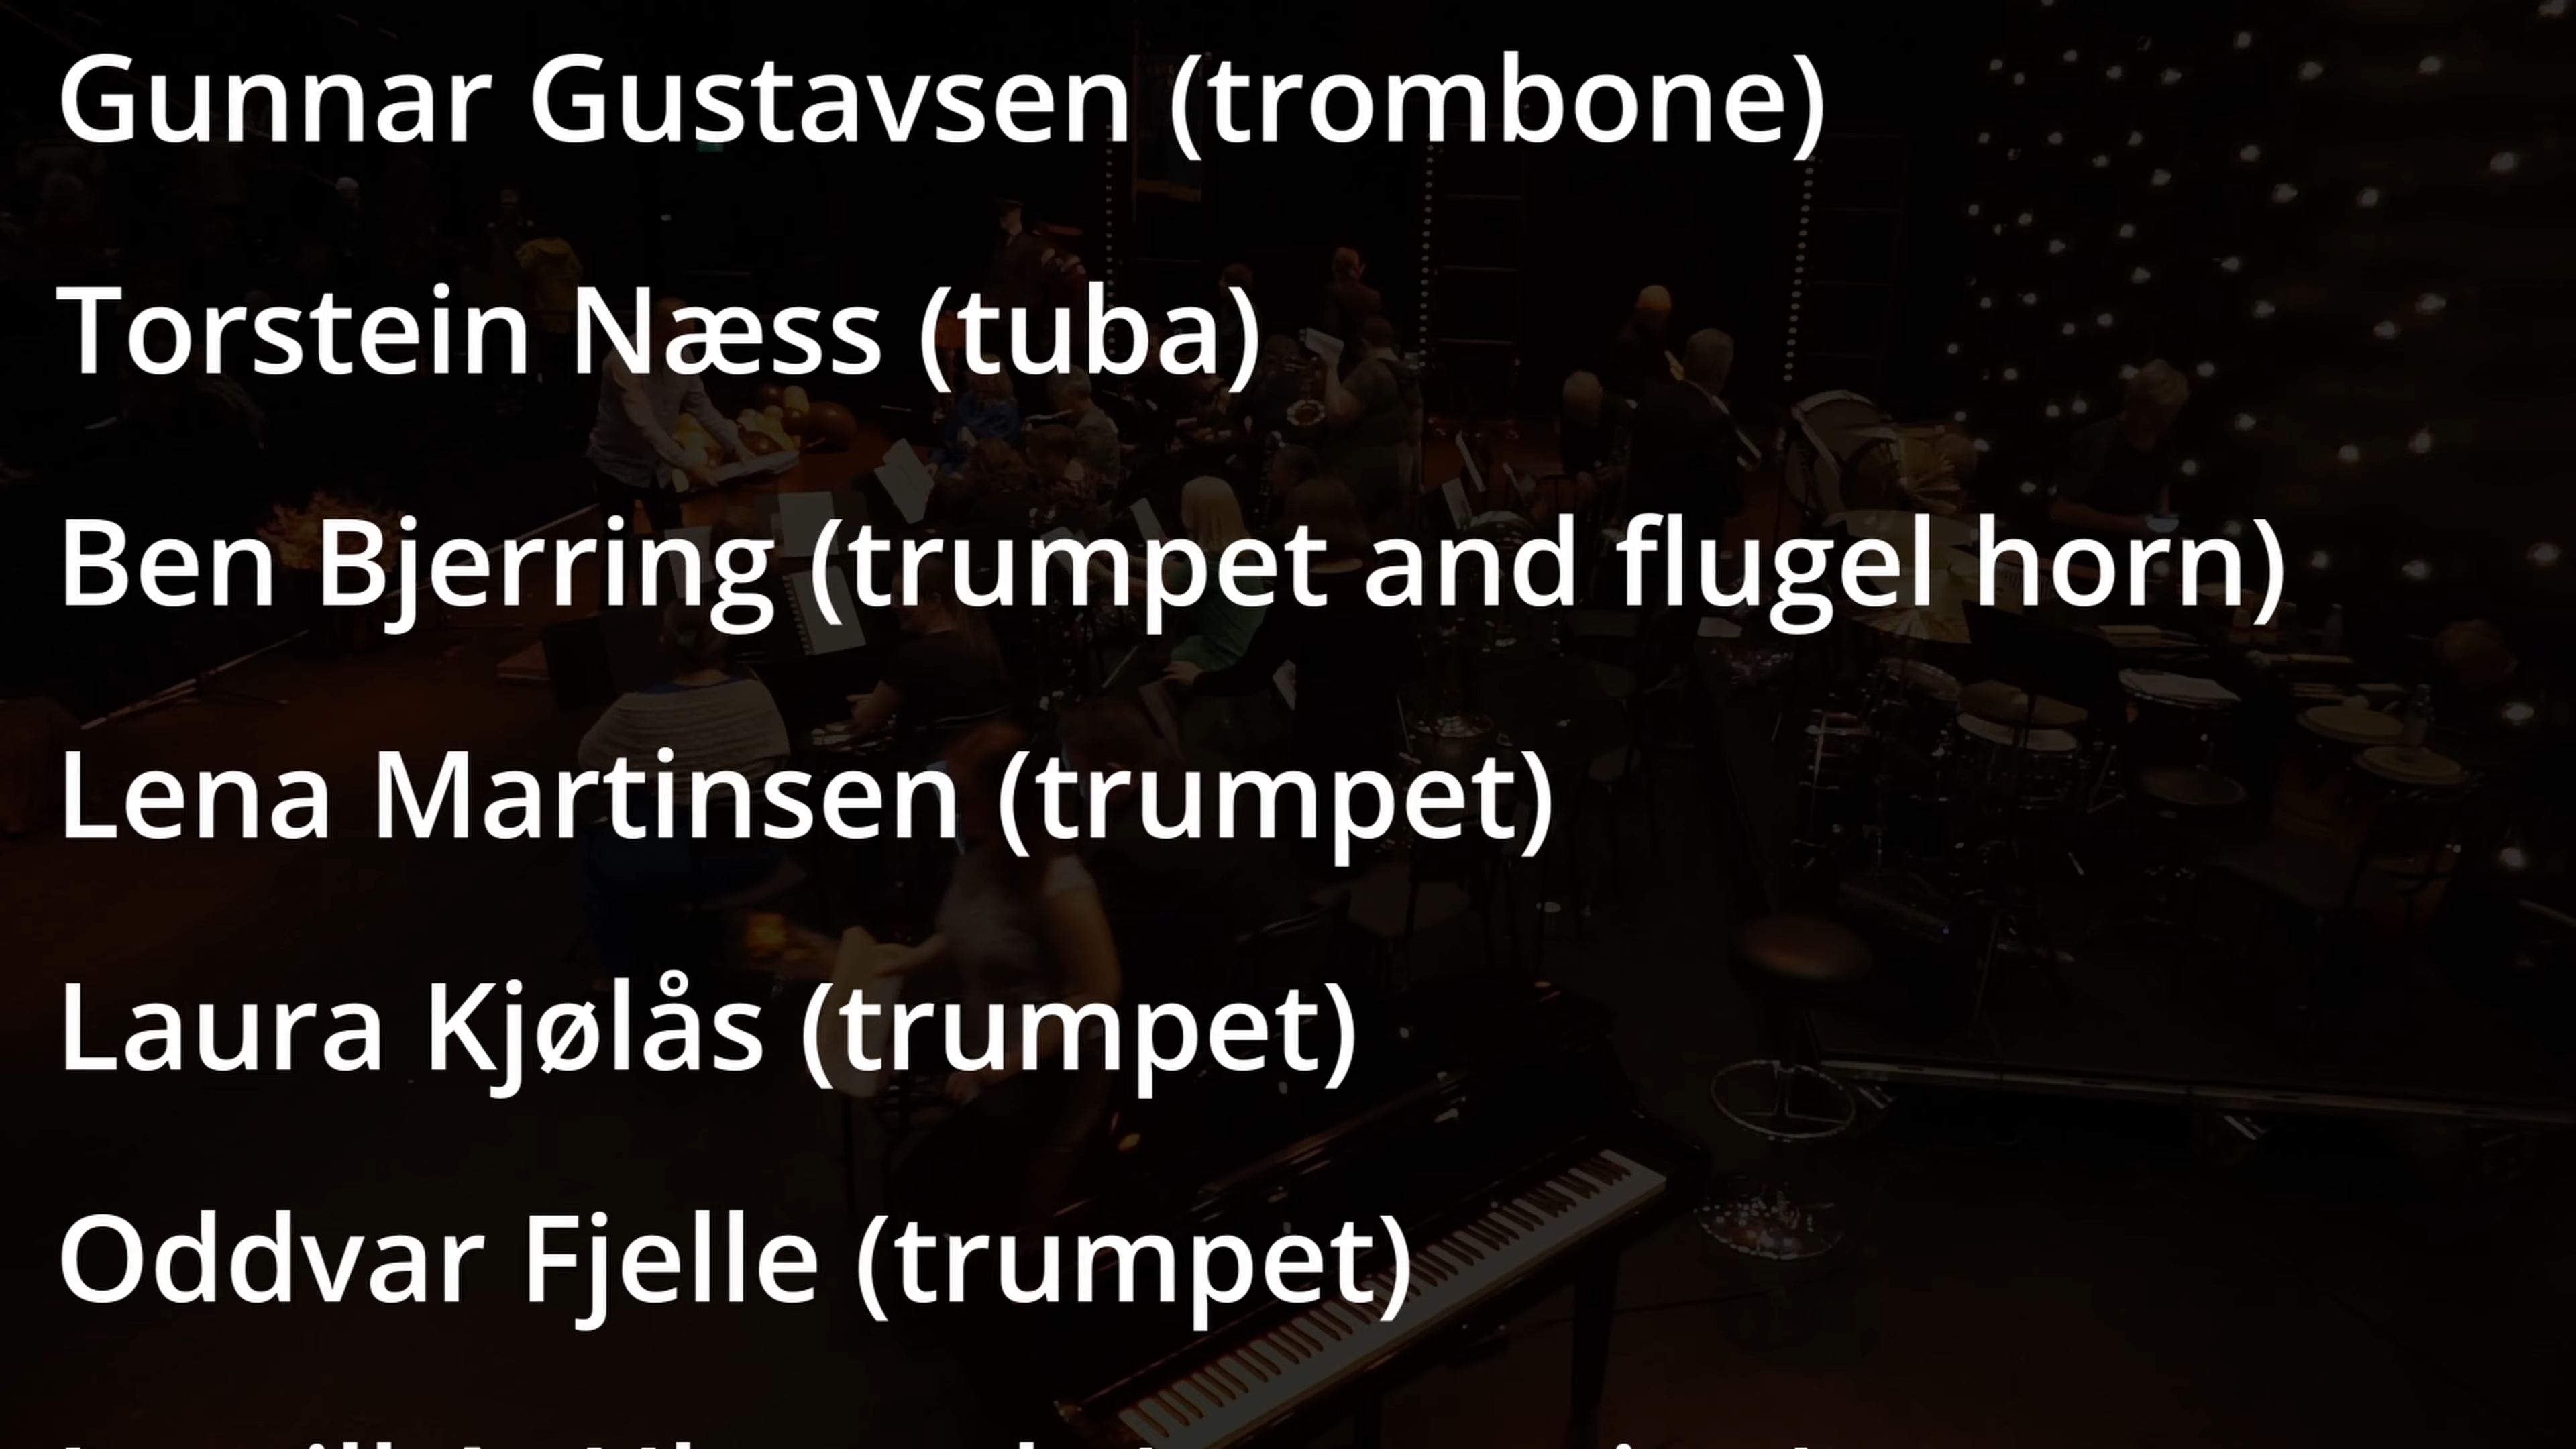 Gunnar Gustavsen (trombone)
Torstein Næss (tuba)
Ben Bjerring (trumpet and flugel horn)
Lena Martinsen (trumpet)
Laura Kjølås (trumpet)
Oddvar Fjelle (trumpet)